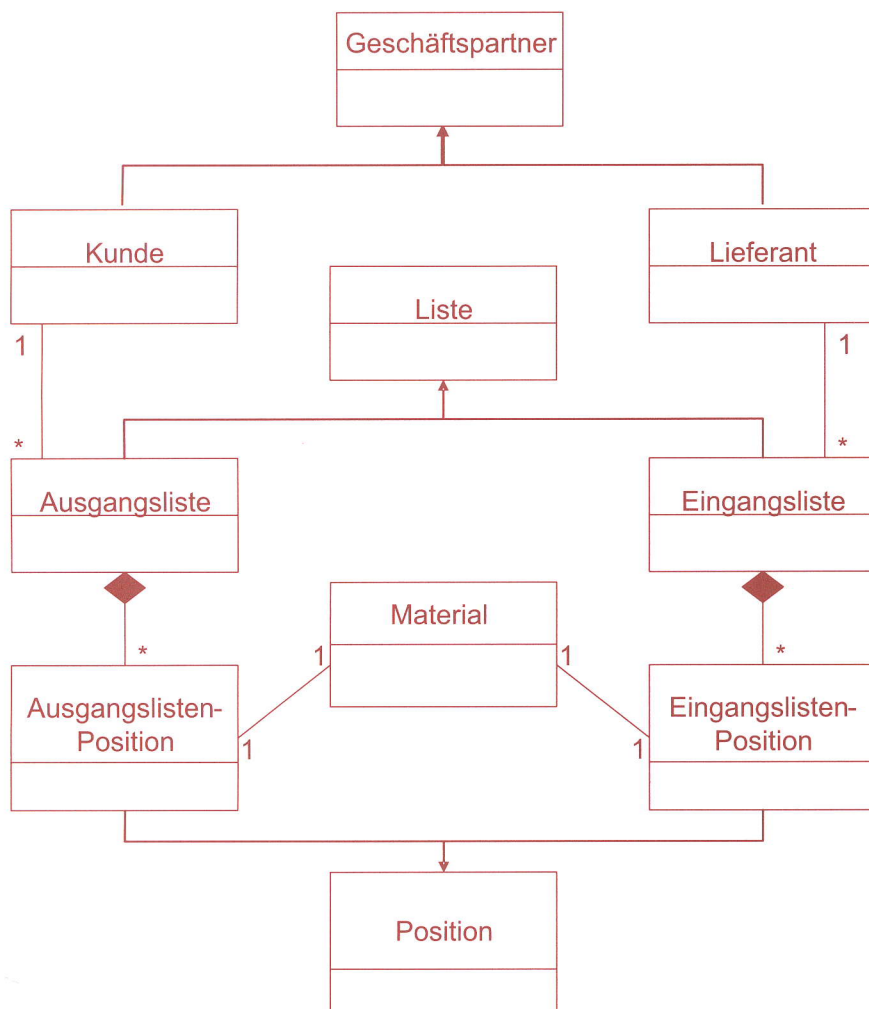 Geschäftspartner
Kunde
Lieferant
Liste
1
1
*
*
Ausgangsliste
Eingangsliste
Material
*
*
1
1
Ausgangslisten-
Position
Eingangslisten-
Position
1
1
Position